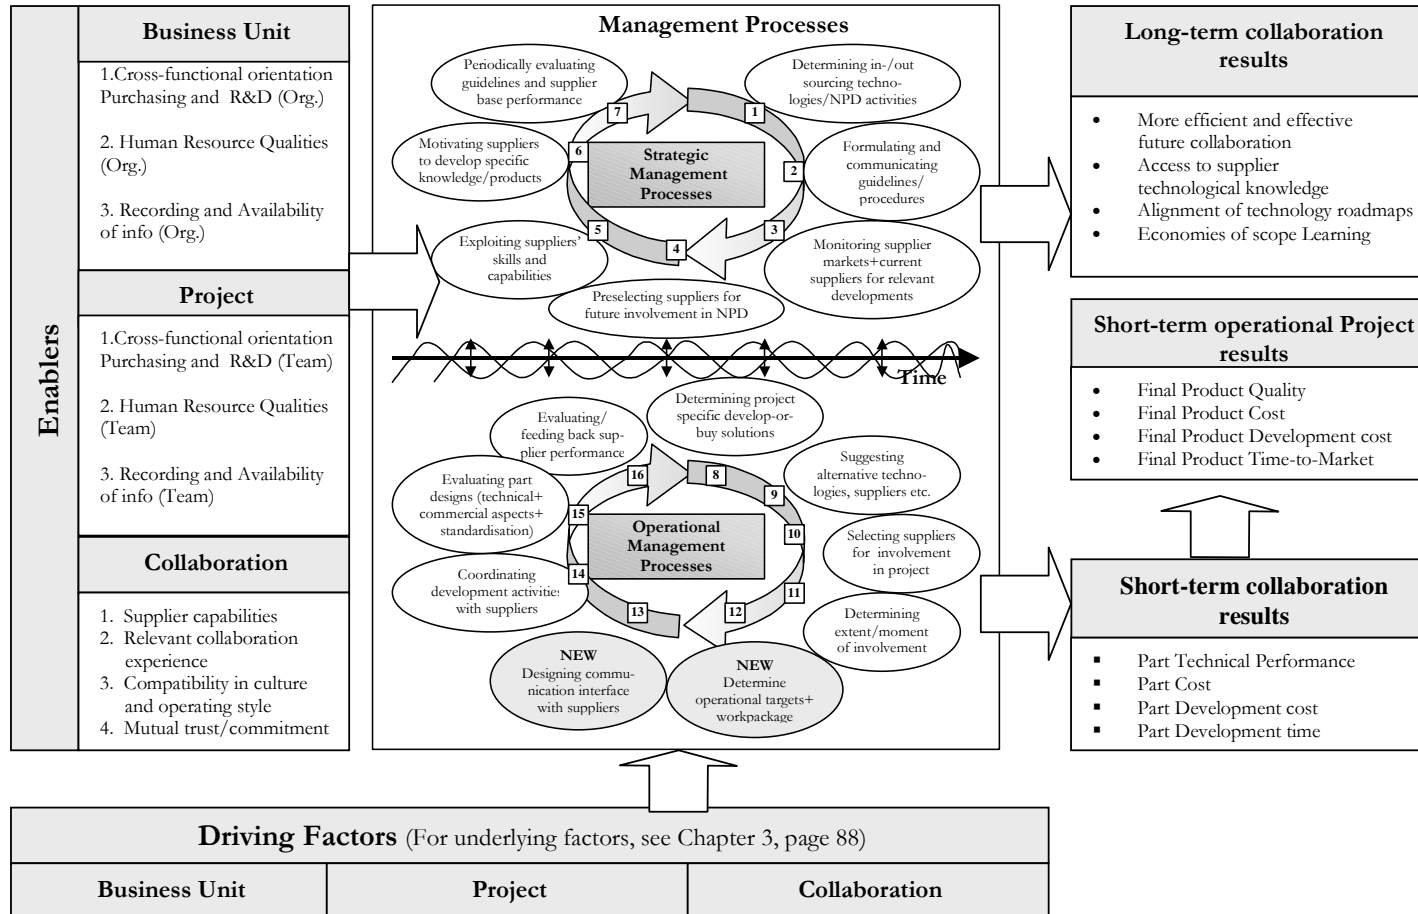 Enablers
Business Unit
1.Cross-functional orientation
Purchasing and R&D (Org.)
2. Human Resource Qualities
(Org.)
3. Recording and Availability
of info (Org.)
Project
1.Cross-functional orientation
Purchasing and R&D (Team)
2. Human Resource Qualities
(Team)
3. Recording and Availability
of info (Team)
Collaboration
1. Supplier capabilities
2. Relevant collaboration
experience
3. Compatibility in culture
and operating style
4. Mutual trust/commitment
Management Processes
Periodically evaluating
guidelines and supplier
base performance
Determining in-/out
sourcing techno-
logies/NPD activities
Motivating suppliers
to develop specific
knowledge/products
Formulating and
communicating
guidelines/
procedures
Exploiting suppliers'
skills and
capabilities
Monitoring supplier
markets+current
suppliers for relevant
developments
Preselecting suppliers for
future involvement in NPD
Strategic
Management
Processes
1
2
3
4
5
6
7
Time
Determining project
specific develop-or-
buy solutions
Evaluating/
feeding back sup-
plier performance
Suggesting
alternative techno-
logies, suppliers etc.
Evaluating part
designs (technical+
commercial aspects+
standardisation)
Selecting suppliers
for involvement
in project
Coordinating
development activities
with suppliers
Determining
extent/moment
of involvement
NEW
Designing commu-
nication interface
with suppliers
NEW
Determine
operational targets+
workpackage
Operational
Management
Processes
8
9
10
11
12
13
14
15
16
Long-term collaboration
results
• More efficient and effective
future collaboration
• Access to supplier
technological knowledge
• Alignment of technology roadmaps
• Economies of scope Learning
Short-term operational Project
results
• Final Product Quality
• Final Product Cost
• Final Product Development cost
• Final Product Time-to-Market
Short-term collaboration
results
▪ Part Technical Performance
▪ Part Cost
▪ Part Development cost
▪ Part Development time
Driving Factors (For underlying factors, see Chapter 3, page 88)
Business Unit
Project
Collaboration